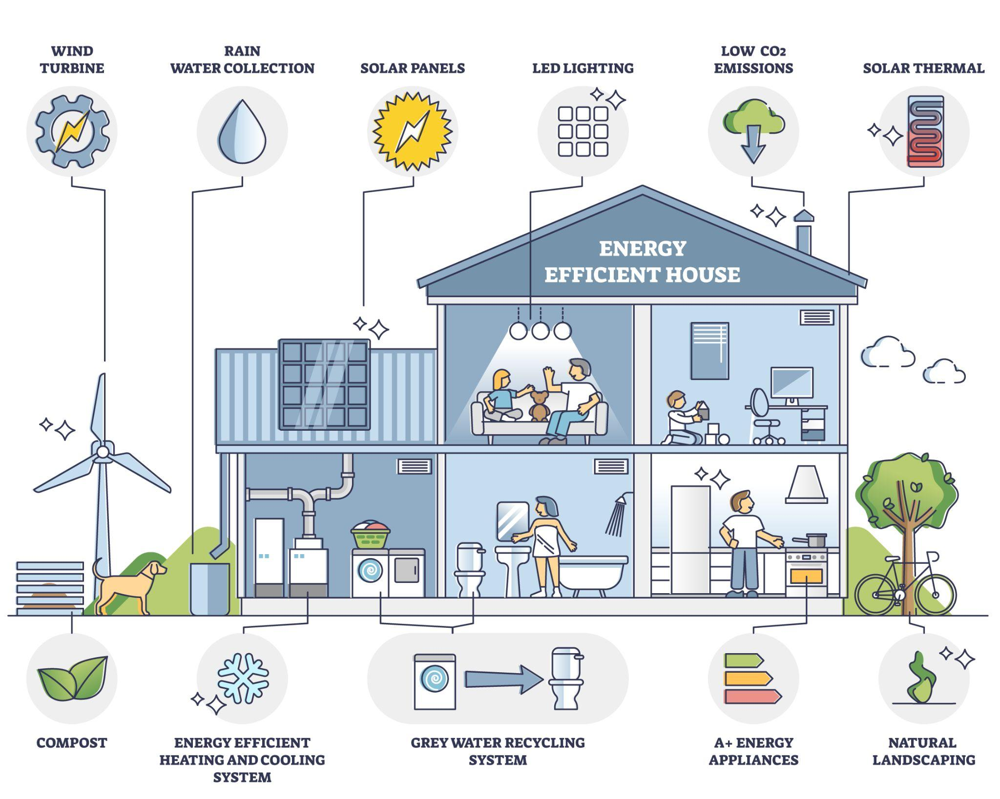 WIND
TURBINE
RAIN
WATER COLLECTION
SOLAR PANELS
LED LIGHTING
LOW CO2
EMISSIONS
SOLAR THERMAL
ENERGY
EFFICIENT HOUSE
COMPOST
ENERGY EFFICIENT
HEATING AND COOLING
SYSTEM
GREY WATER RECYCLING
SYSTEM
A+ ENERGY
APPLIANCES
NATURAL
LANDSCAPING